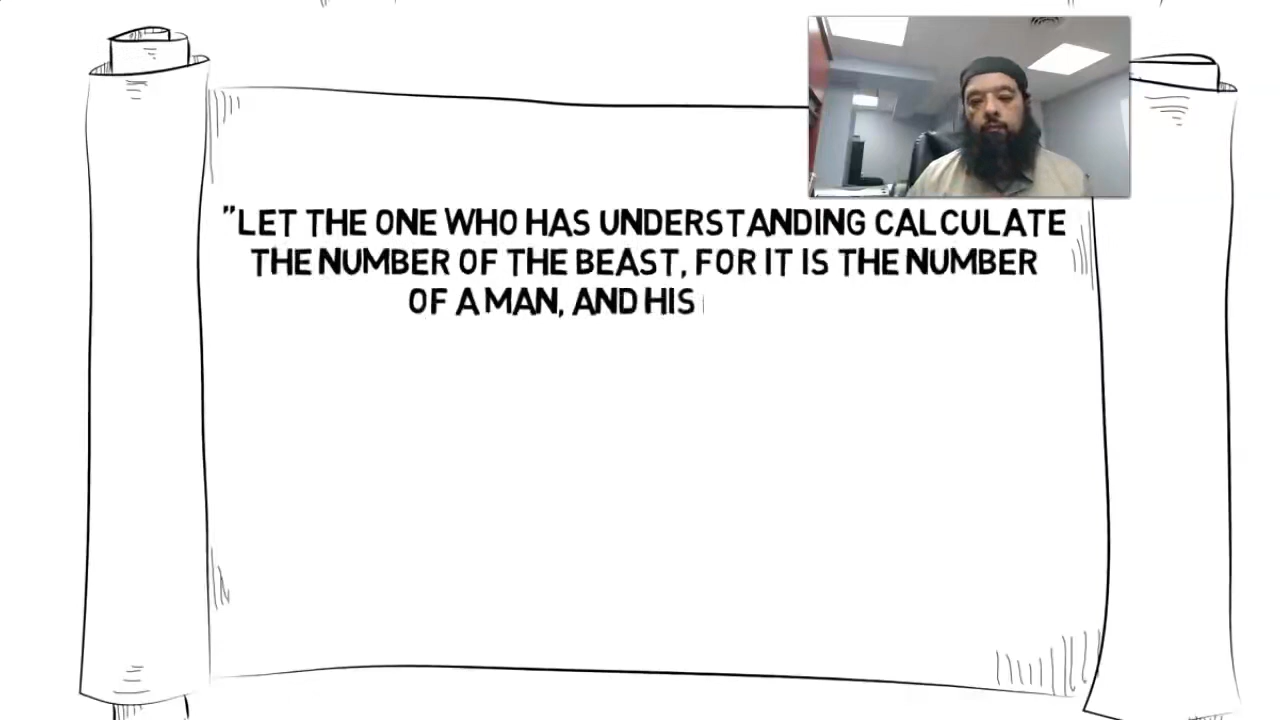 "LET THE ONE WHO HAS UNDERSTANDING CALCULATE
THE NUMBER OF THE BEAST, FOR IT IS THE NUMBER
OF A MAN, AND HIS